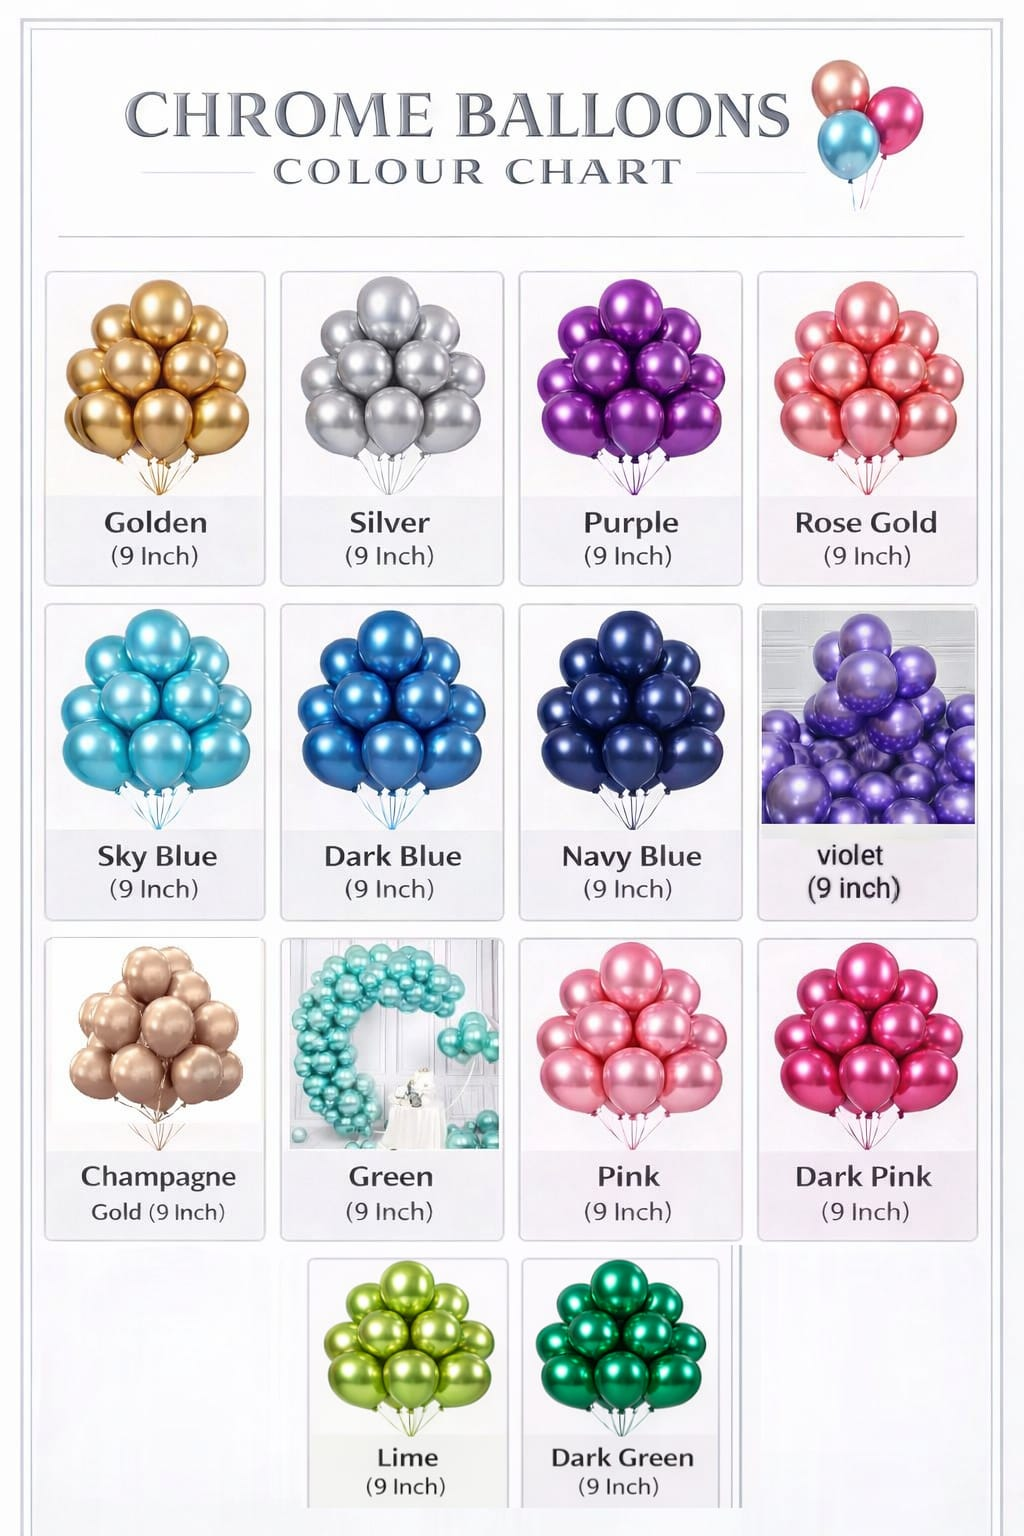 CHROME BALLOONS
COLOUR CHART
Golden
(9 Inch)
Silver
(9 Inch)
Purple
(9 Inch)
Rose Gold
(9 Inch)
Sky Blue
(9 Inch)
Dark Blue
(9 Inch)
Navy Blue
(9 Inch)
violet
(9 inch)
Champagne
Gold (9 Inch)
Green
(9 Inch)
Pink
(9 Inch)
Dark Pink
(9 Inch)
Lime
(9 Inch)
Dark Green
(9 Inch)